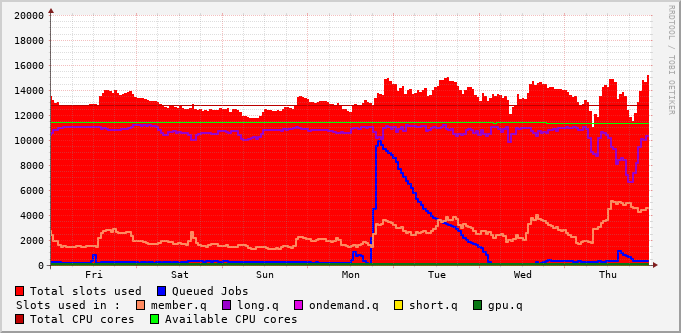 20000
18000
16000
14000
12000
10000
8000
6000
4000
2000
0
Fri Sat Sun Mon Tue Wed Thu
Total slots used Queued Jobs
Slots used in : member.q long.q ondemand.q short.q gpu.q
Total CPU cores Available CPU cores
RRDTOOL / TOBI OETIKER